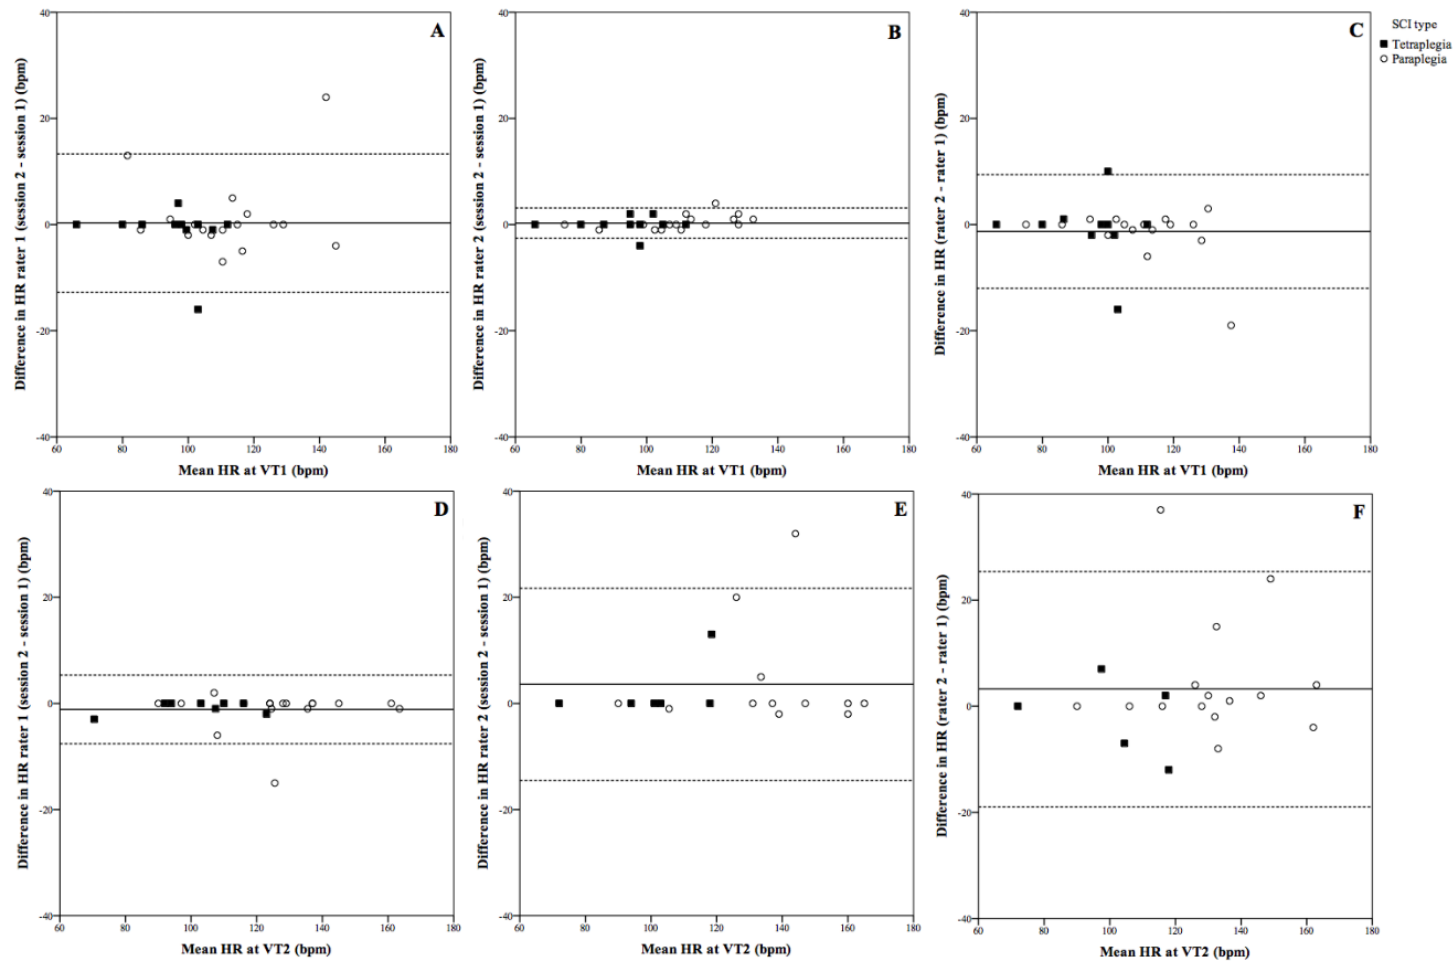 A
B
C
SCI type
Tetraplegia
Paraplegia
Difference in HR rater 1 (session 2 - session 1) (bpm)
40
20
0
-20
-40
60 80 100 120 140 160 180
Mean HR at VT1 (bpm)
Difference in HR rater 2 (session 2 - session 1) (bpm)
40
20
0
-20
-40
60 80 100 120 140 160 180
Mean HR at VT1 (bpm)
Difference in HR (rater 2 - rater 1) (bpm)
40
20
0
-20
-40
60 80 100 120 140 160 180
Mean HR at VT1 (bpm)
D
E
F
Difference in HR rater 1 (session 2 - session 1) (bpm)
40
20
0
-20
-40
60 80 100 120 140 160 180
Mean HR at VT2 (bpm)
Difference in HR rater 2 (session 2 - session 1) (bpm)
40
20
0
-20
-40
60 80 100 120 140 160 180
Mean HR at VT2 (bpm)
Difference in HR (rater 2 - rater 1) (bpm)
40
20
0
-20
-40
60 80 100 120 140 160 180
Mean HR at VT2 (bpm)